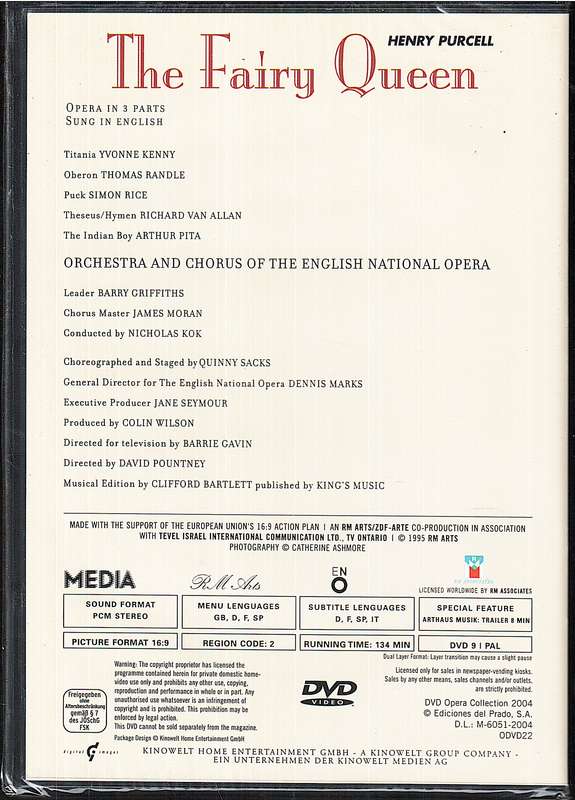 HENRY PURCELL
The Fairy Queen
OPERA IN 3 PARTS
SUNG IN ENGLISH
Titania YVONNE KENNY
Oberon THOMAS RANDLE
Puck SIMON RICE
Theseus/Hymen RICHARD VAN ALLAN
The Indian Boy ARTHUR PITA
ORCHESTRA AND CHORUS OF THE ENGLISH NATIONAL OPERA
Leader BARRY GRIFFITHS
Chorus Master JAMES MORAN
Conducted by NICHOLAS KOK
Choreographed and Staged by QUINNY SACKS
General Director for The English National Opera DENNIS MARKS
Executive Producer JANE SEYMOUR
Produced by COLIN WILSON
Directed for television by BARRIE GAVIN
Directed by DAVID POUNTNEY
Musical Edition by CLIFFORD BARTLETT published by KING'S MUSIC
MADE WITH THE SUPPORT OF THE EUROPEAN UNION'S 16:9 ACTION PLAN | AN RM ARTS/ZDF-ARTE CO-PRODUCTION IN ASSOCIATION
WITH TEVEL ISRAEL INTERNATIONAL COMMUNICATION LTD., TV ONTARIO | © 1995 RM ARTS
PHOTOGRAPHY © CATHERINE ASHMORE
MEDIA
RM Arts
ENO
RM ASSOCIATES
LICENSED WORLDWIDE BY RM ASSOCIATES
SOUND FORMAT
PCM STEREO
MENU LANGUAGES
GB, D, F, SP
SUBTITLE LANGUAGES
D, F, SP, IT
SPECIAL FEATURE
ARTHAUS MUSIK: TRAILER 8 MIN
PICTURE FORMAT 16:9
REGION CODE: 2
RUNNING TIME: 134 MIN
DVD 9 | PAL
Dual Layer Format: Layer transition may cause a slight pause
Freigegeben
ohne
Altersbeschränkung
gemäß § 7
des JÖSchG
FSK
Warning: The copyright proprietor has licensed the
programme contained herein for private domestic home-
video use only and prohibits any other use, copying,
reproduction and performance in whole or in part. Any
unauthorised use whatsoever is an infringement of
copyright and is prohibited. This prohibition may be
enforced by legal action.
This DVD cannot be sold separately from the magazine.
Package Design © Kinowelt Home Entertainment GmbH
DVD
VIDEO
Licensed only for sales in newspaper-vending kiosks.
Sales by any other means, sales channels and/or outlets,
are strictly prohibited.
DVD Opera Collection 2004
© Ediciones del Prado, S.A.
D.L.: M-6051-2004
ODVD22
digital images
KINOWELT HOME ENTERTAINMENT GMBH - A KINOWELT GROUP COMPANY -
EIN UNTERNEHMEN DER KINOWELT MEDIEN AG